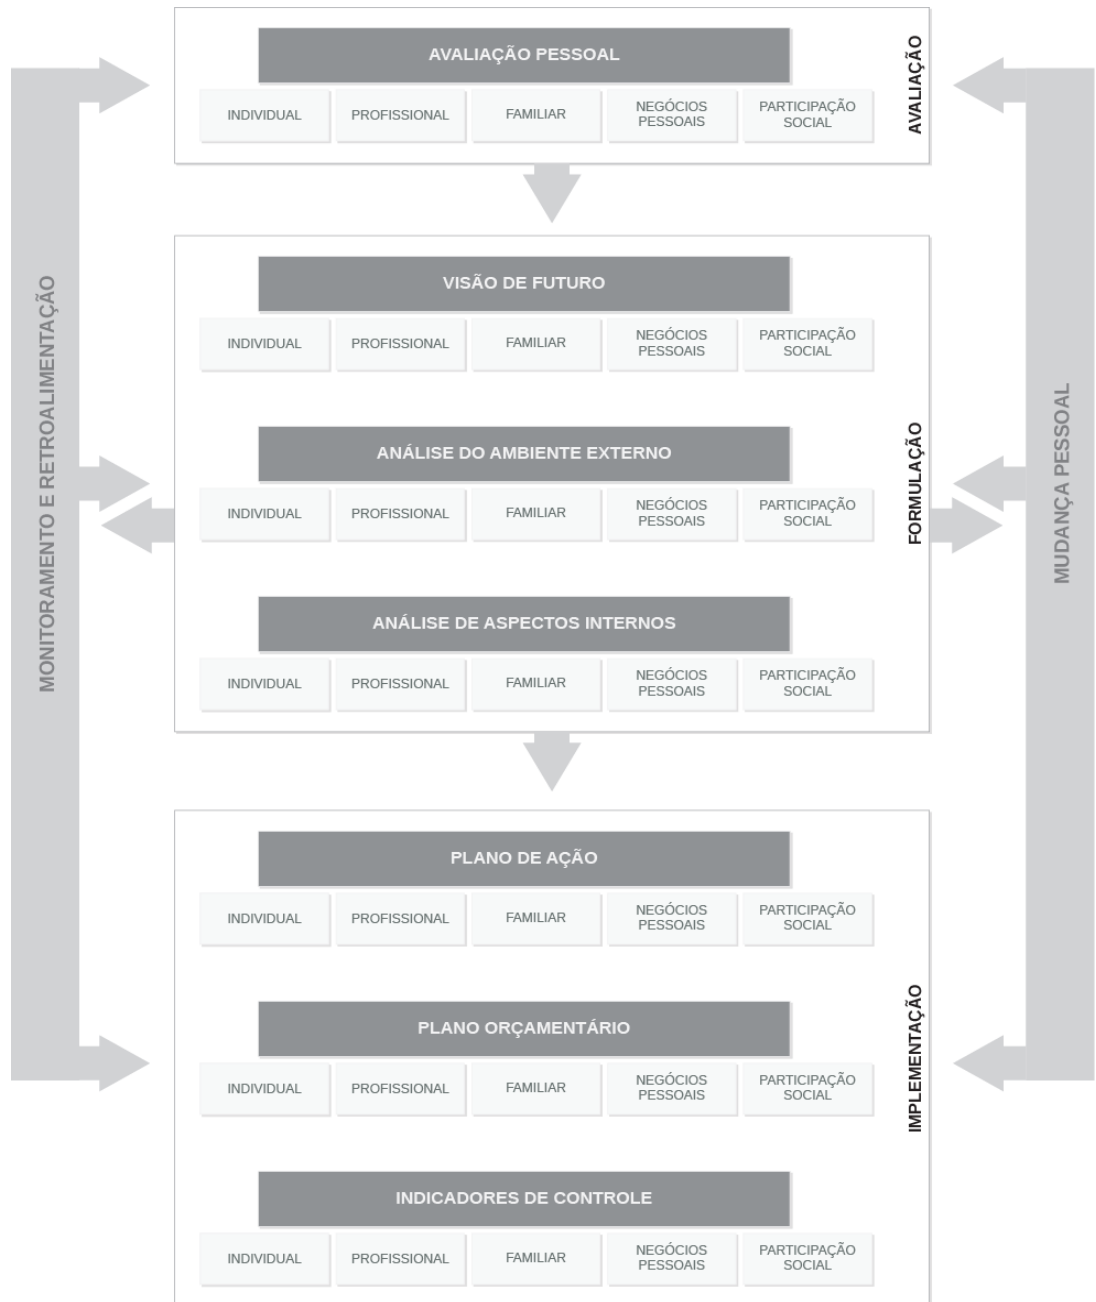 AVALIAÇÃO PESSOAL
INDIVIDUAL
PROFISSIONAL
FAMILIAR
NEGÓCIOS
PESSOAIS
PARTICIPAÇÃO
SOCIAL
AVALIAÇÃO
MONITORAMENTO E RETROALIMENTAÇÃO
VISÃO DE FUTURO
INDIVIDUAL
PROFISSIONAL
FAMILIAR
NEGÓCIOS
PESSOAIS
PARTICIPAÇÃO
SOCIAL
ANÁLISE DO AMBIENTE EXTERNO
INDIVIDUAL
PROFISSIONAL
FAMILIAR
NEGÓCIOS
PESSOAIS
PARTICIPAÇÃO
SOCIAL
ANÁLISE DE ASPECTOS INTERNOS
INDIVIDUAL
PROFISSIONAL
FAMILIAR
NEGÓCIOS
PESSOAIS
PARTICIPAÇÃO
SOCIAL
FORMULAÇÃO
MUDANÇA PESSOAL
PLANO DE AÇÃO
INDIVIDUAL
PROFISSIONAL
FAMILIAR
NEGÓCIOS
PESSOAIS
PARTICIPAÇÃO
SOCIAL
PLANO ORÇAMENTÁRIO
INDIVIDUAL
PROFISSIONAL
FAMILIAR
NEGÓCIOS
PESSOAIS
PARTICIPAÇÃO
SOCIAL
INDICADORES DE CONTROLE
INDIVIDUAL
PROFISSIONAL
FAMILIAR
NEGÓCIOS
PESSOAIS
PARTICIPAÇÃO
SOCIAL
IMPLEMENTAÇÃO